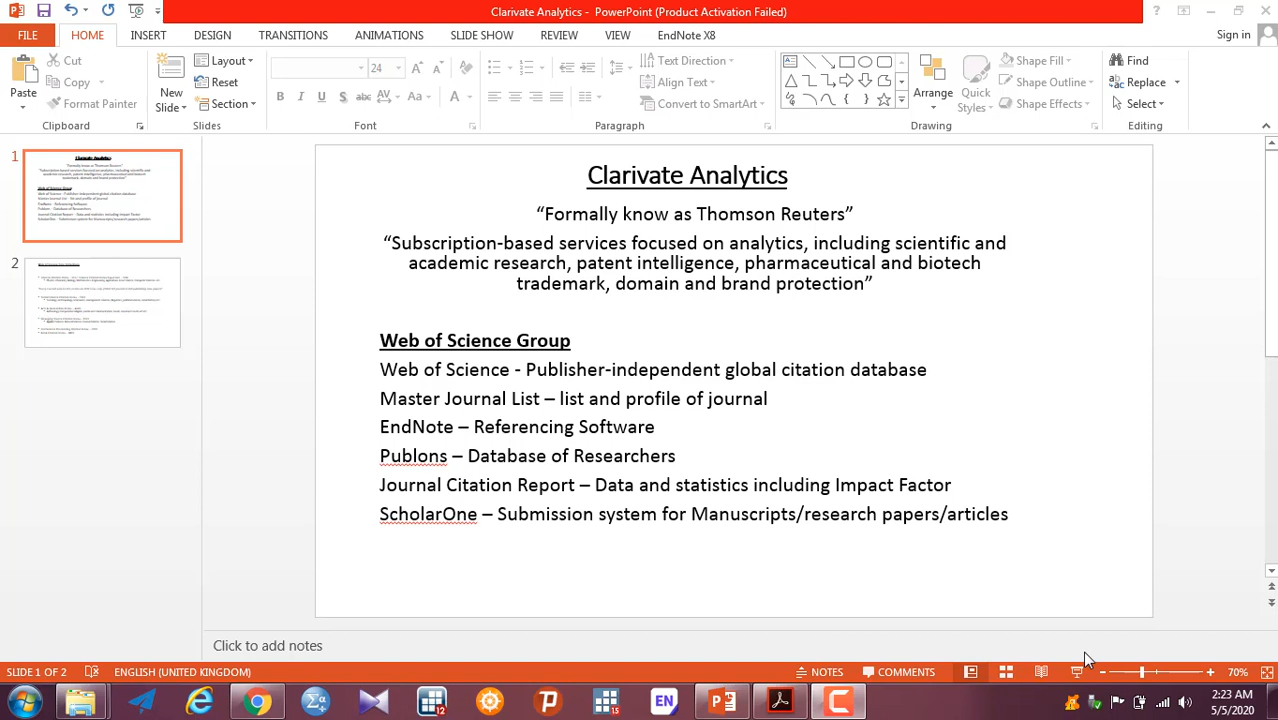 Clarivate Analytics - PowerPoint (Product Activation Failed)
FILE HOME INSERT DESIGN TRANSITIONS ANIMATIONS SLIDE SHOW REVIEW VIEW EndNote X8 Sign in
Paste Cut Copy Format Painter
New Slide Layout Reset Section
24
Text Direction Align Text Convert to SmartArt
Arrange Quick Styles Shape Fill Shape Outline Shape Effects
Find Replace Select
Clipboard Slides Font Paragraph Drawing Editing
1
2
Clarivate Analytics
“Formally know as Thomson Reuters”
“Subscription-based services focused on analytics, including scientific and
academic research, patent intelligence, pharmaceutical and biotech
trademark, domain and brand protection”
Web of Science Group
Web of Science - Publisher-independent global citation database
Master Journal List – list and profile of journal
EndNote – Referencing Software
Publons – Database of Researchers
Journal Citation Report – Data and statistics including Impact Factor
ScholarOne – Submission system for Manuscripts/research papers/articles
Click to add notes
SLIDE 1 OF 2 ENGLISH (UNITED KINGDOM) NOTES COMMENTS 70%
2:23 AM
5/5/2020